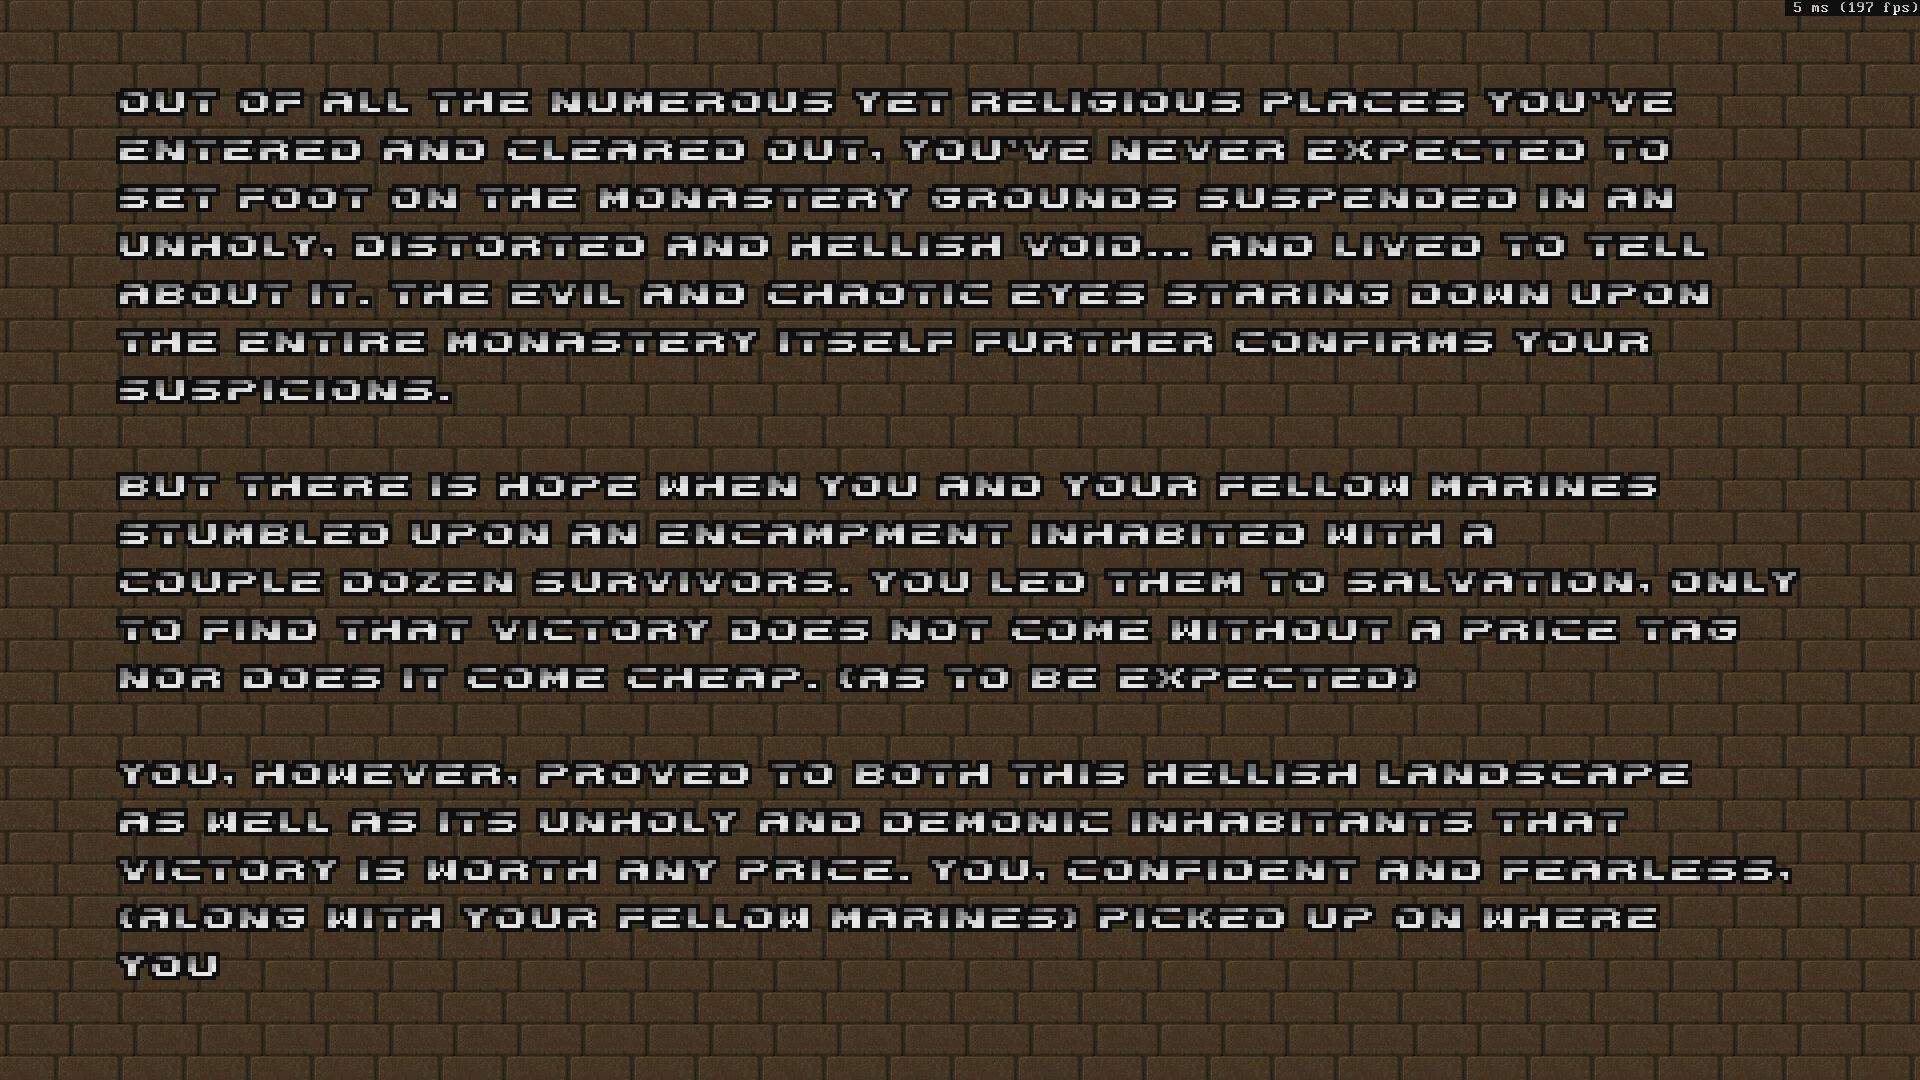 5 ms (197 fps)
OUT OF ALL THE NUMEROUS YET RELIGIOUS PLACES YOU'VE
ENTERED AND CLEARED OUT, YOU'VE NEVER EXPECTED TO
SET FOOT ON THE MONASTERY GROUNDS SUSPENDED IN AN
UNHOLY, DISTORTED AND HELLISH VOID... AND LIVED TO TELL
ABOUT IT. THE EVIL AND CHAOTIC EYES STARING DOWN UPON
THE ENTIRE MONASTERY ITSELF FURTHER CONFIRMS YOUR
SUSPICIONS.
BUT THERE IS HOPE WHEN YOU AND YOUR FELLOW MARINES
STUMBLED UPON AN ENCAMPMENT INHABITED WITH A
COUPLE DOZEN SURVIVORS. YOU LED THEM TO SALVATION, ONLY
TO FIND THAT VICTORY DOES NOT COME WITHOUT A PRICE TAG
NOR DOES IT COME CHEAP. (AS TO BE EXPECTED)
YOU, HOWEVER, PROVED TO BOTH THIS HELLISH LANDSCAPE
AS WELL AS ITS UNHOLY AND DEMONIC INHABITANTS THAT
VICTORY IS WORTH ANY PRICE. YOU, CONFIDENT AND FEARLESS,
(ALONG WITH YOUR FELLOW MARINES) PICKED UP ON WHERE
YOU